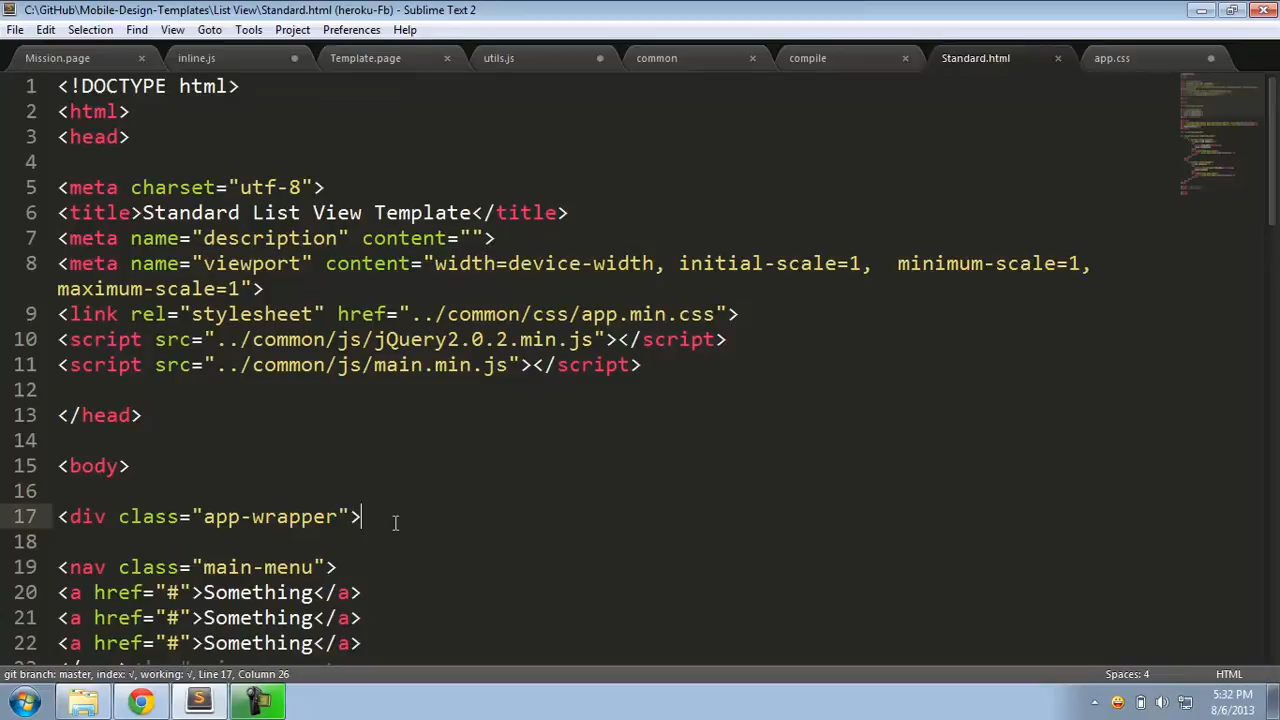 C:\GitHub\Mobile-Design-Templates\List View\Standard.html (heroku-Fb) - Sublime Text 2
File Edit Selection Find View Goto Tools Project Preferences Help
Mission.page inline.js Template.page utils.js common compile Standard.html app.css
1 <!DOCTYPE html>
2 <html>
3 <head>
4
5 <meta charset="utf-8">
6 <title>Standard List View Template</title>
7 <meta name="description" content="">
8 <meta name="viewport" content="width=device-width, initial-scale=1,  minimum-scale=1,
maximum-scale=1">
9 <link rel="stylesheet" href="../common/css/app.min.css">
10 <script src="../common/js/jQuery2.0.2.min.js"></script>
11 <script src="../common/js/main.min.js"></script>
12
13 </head>
14
15 <body>
16
17 <div class="app-wrapper">
18
19 <nav class="main-menu">
20 <a href="#">Something</a>
21 <a href="#">Something</a>
22 <a href="#">Something</a>
git branch: master, index: √, working: √, Line 17, Column 26 Spaces: 4 HTML
5:32 PM
8/6/2013